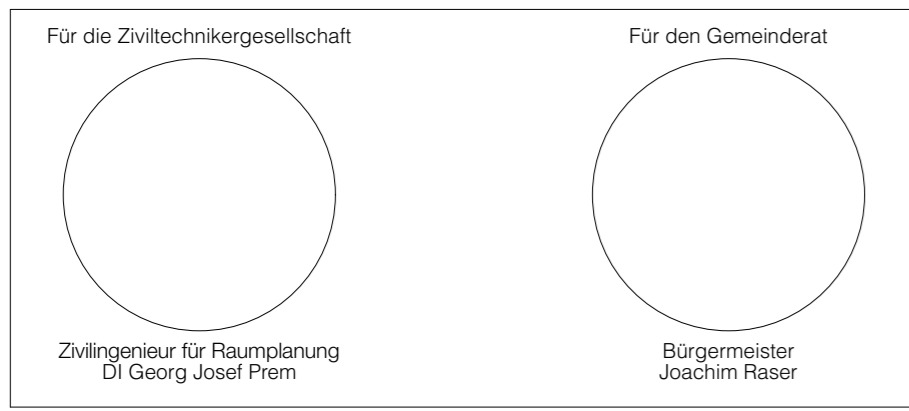 Für die Ziviltechnikergesellschaft
Für den Gemeinderat
Zivilingenieur für Raumplanung
DI Georg Josef Prem
Bürgermeister
Joachim Raser